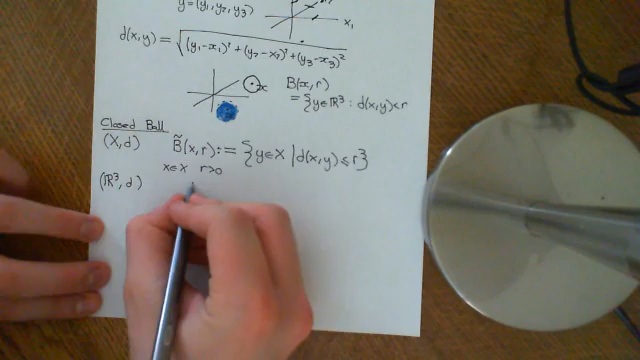 y=(y₁, y₂, y₃)
x₁
d(x,y) = √((y₁-x₁)² + (y₂-x₂)² + (y₃-x₃)²)
x
B(x,r)
= {y∈ℝ³ : d(x,y)<r
Closed Ball
(X,d) B̃(x,r) := {y∈X | d(x,y)≤r}
x∈X r>0
(ℝ³, d)